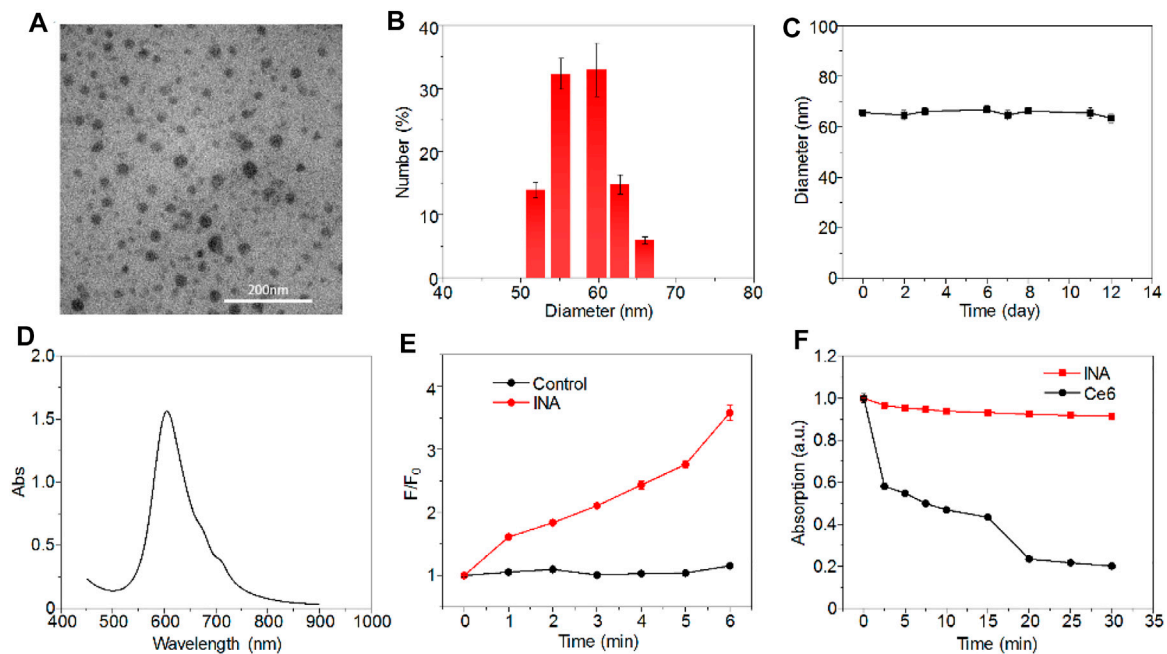 A
200nm
B
40
30
20
10
0
Number (%)
40 50 60 70 80
Diameter (nm)
C
100
80
60
40
20
0
Diameter (nm)
0 2 4 6 8 10 12 14
Time (day)
D
2.0
1.5
1.0
0.5
0
Abs
400 500 600 700 800 900 1000
Wavelength (nm)
E
Control
INA
4
3
2
1
F/F0
0 1 2 3 4 5 6
Time (min)
F
INA
Ce6
1.2
1.0
0.8
0.6
0.4
0.2
0
Absorption (a.u.)
0 5 10 15 20 25 30 35
Time (min)